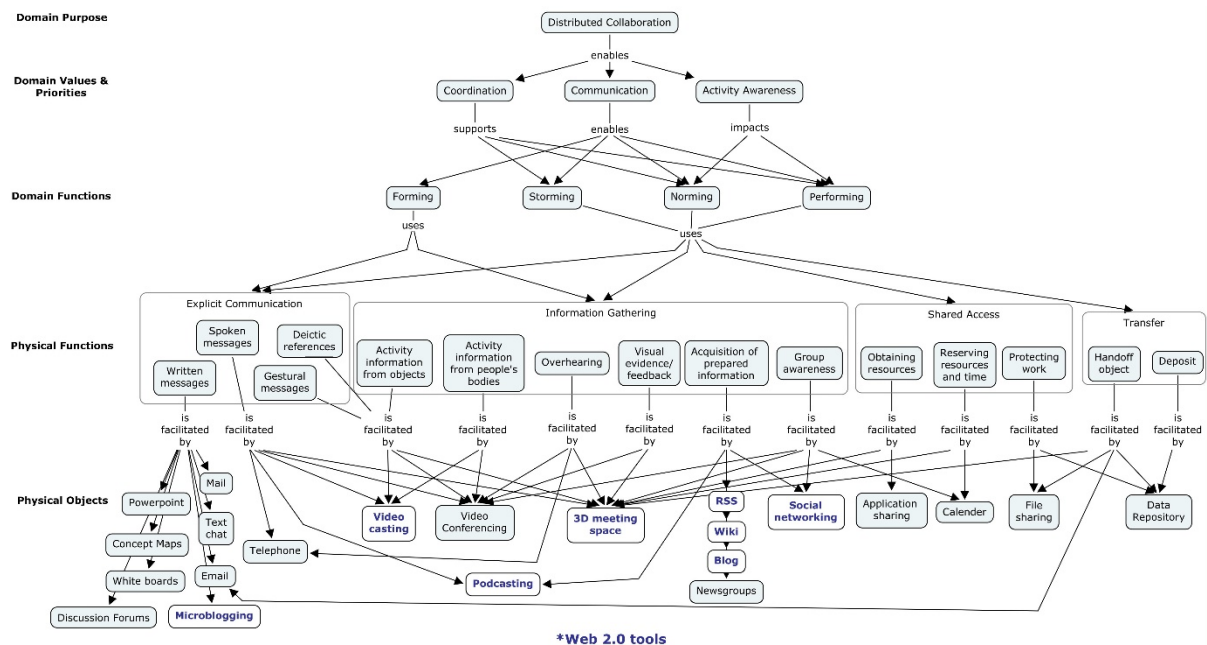 Domain Purpose
Distributed Collaboration
enables
Domain Values &
Priorities
Coordination
Communication
Activity Awareness
supports
enables
impacts
Domain Functions
Forming
Storming
Norming
Performing
uses
uses
Physical Functions
Explicit Communication
Spoken
messages
Deictic
references
Written
messages
Gestural
messages
Information Gathering
Activity
information
from objects
Activity
information
from people's
bodies
Overhearing
Visual
evidence/
feedback
Acquisition of
prepared
information
Group
awareness
Shared Access
Obtaining
resources
Reserving
resources
and time
Protecting
work
Transfer
Handoff
object
Deposit
is
facilitated
by
is
facilitated
by
is
facilitated
by
is
facilitated
by
is
facilitated
by
is
facilitated
by
is
facilitated
by
is
facilitated
by
is
facilitated
by
is
facilitated
by
is
facilitated
by
is
facilitated
by
is
facilitated
by
Physical Objects
Mail
Powerpoint
Text
chat
Concept Maps
Email
White boards
Discussion Forums
Microblogging
Telephone
Video
casting
Video
Conferencing
Podcasting
3D meeting
space
RSS
Wiki
Blog
Newsgroups
Social
networking
Application
sharing
Calender
File
sharing
Data
Repository
*Web 2.0 tools